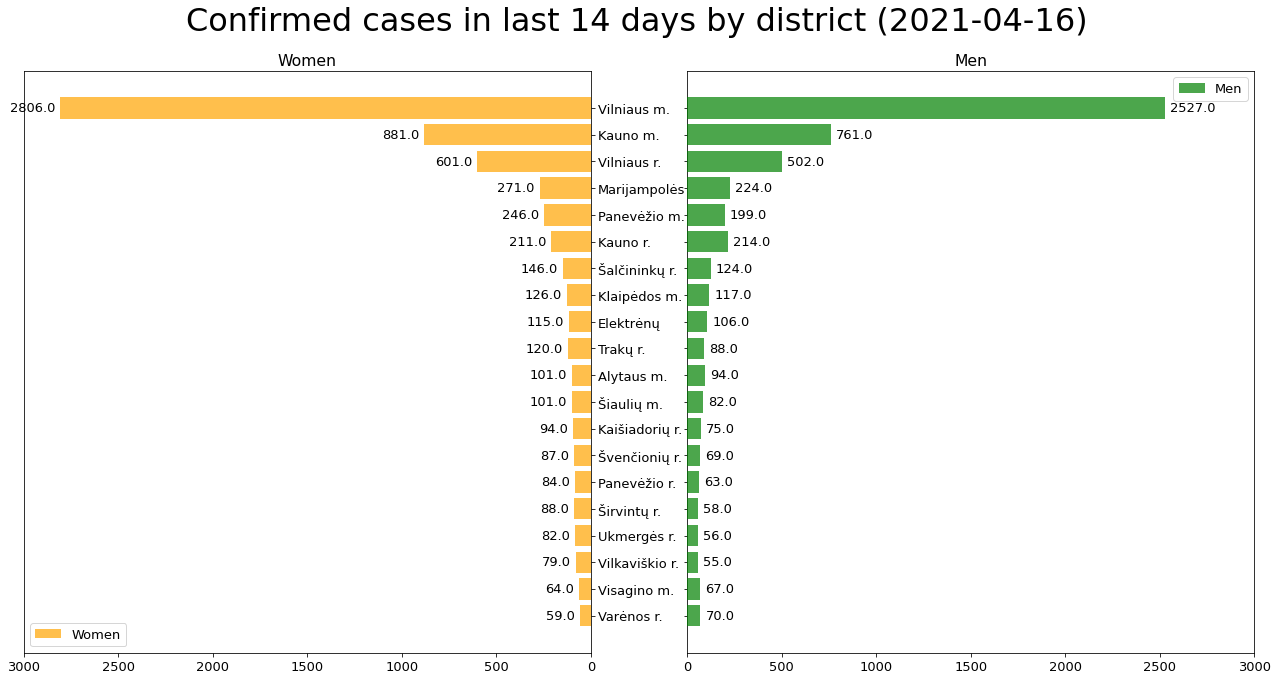 Confirmed cases in last 14 days by district (2021-04-16)
Women
Men
Men
2806.0 Vilniaus m. 2527.0
881.0 Kauno m. 761.0
601.0 Vilniaus r. 502.0
271.0 Marijampolės 224.0
246.0 Panevėžio m. 199.0
211.0 Kauno r. 214.0
146.0 Šalčininkų r. 124.0
126.0 Klaipėdos m. 117.0
115.0 Elektrėnų 106.0
120.0 Trakų r. 88.0
101.0 Alytaus m. 94.0
101.0 Šiaulių m. 82.0
94.0 Kaišiadorių r. 75.0
87.0 Švenčionių r. 69.0
84.0 Panevėžio r. 63.0
88.0 Širvintų r. 58.0
82.0 Ukmergės r. 56.0
79.0 Vilkaviškio r. 55.0
64.0 Visagino m. 67.0
59.0 Varėnos r. 70.0
Women
3000 2500 2000 1500 1000 500 0
0 500 1000 1500 2000 2500 3000